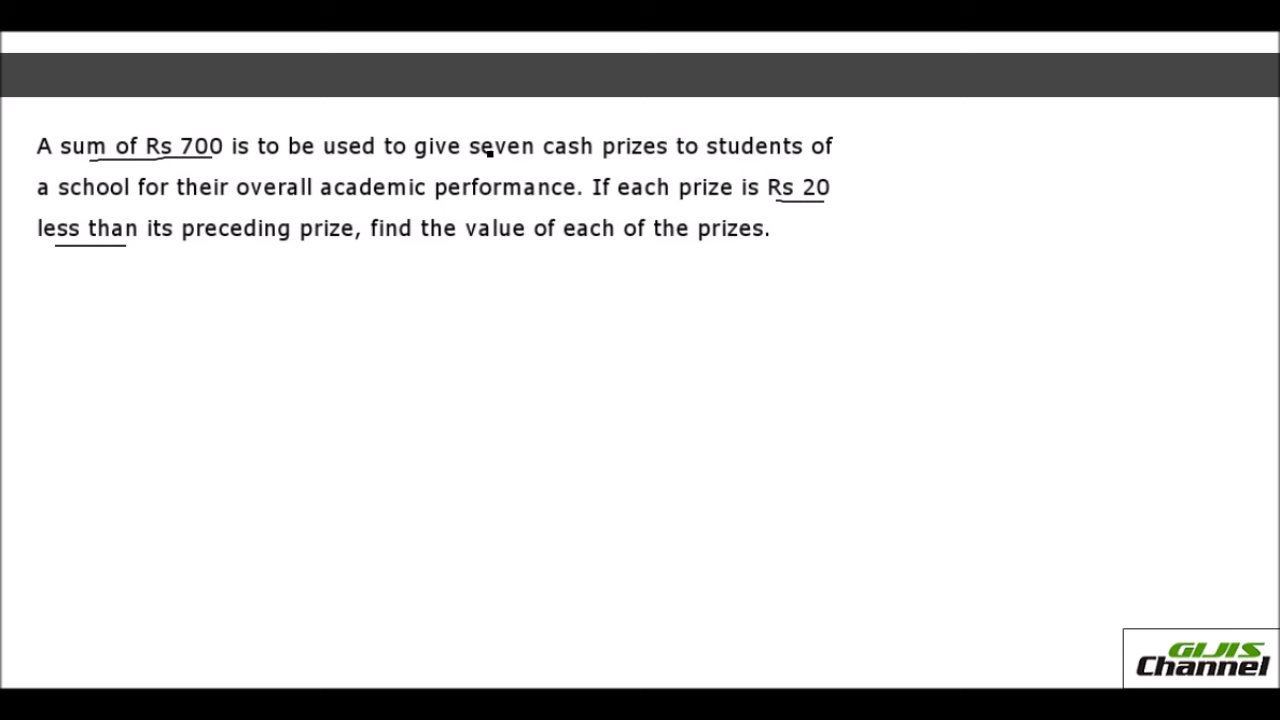 A sum of Rs 700 is to be used to give seven cash prizes to students of
a school for their overall academic performance. If each prize is Rs 20
less than its preceding prize, find the value of each of the prizes.
GIJIS
Channel